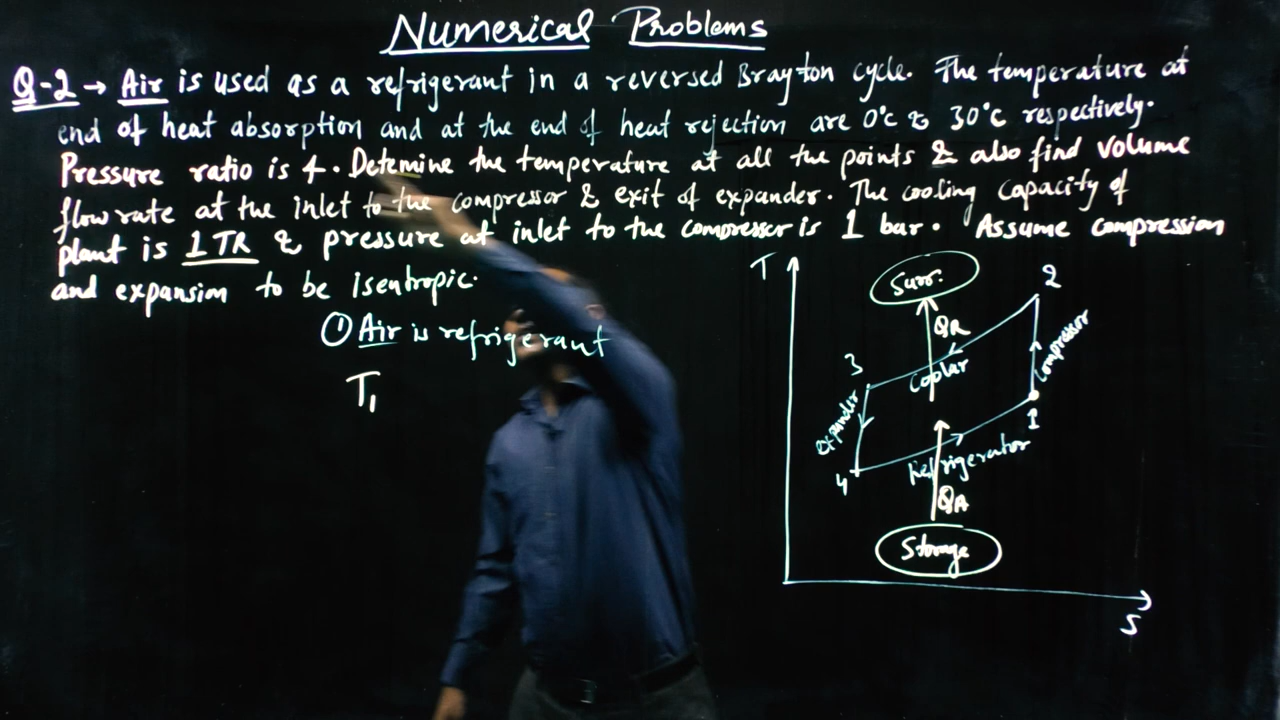 Numerical Problems
Q-2 → Air is used as a refrigerant in a reversed Brayton cycle. The temperature at
end of heat absorption and at the end of heat rejection are 0°C & 30°C respectively.
Pressure ratio is 4. Detemine the temperature at all the points & also find volume
flow rate at the inlet to the compressor & exit of expander. The cooling capacity of
plant is 1 TR & pressure at inlet to the compressor is 1 bar. Assume compression
and expansion to be isentropic.
① Air is refrigerant
T₁
T
Surr.
2
QR
Compressor
3
Coolar
expander
1
Refrigerator
4
QA
Storage
S